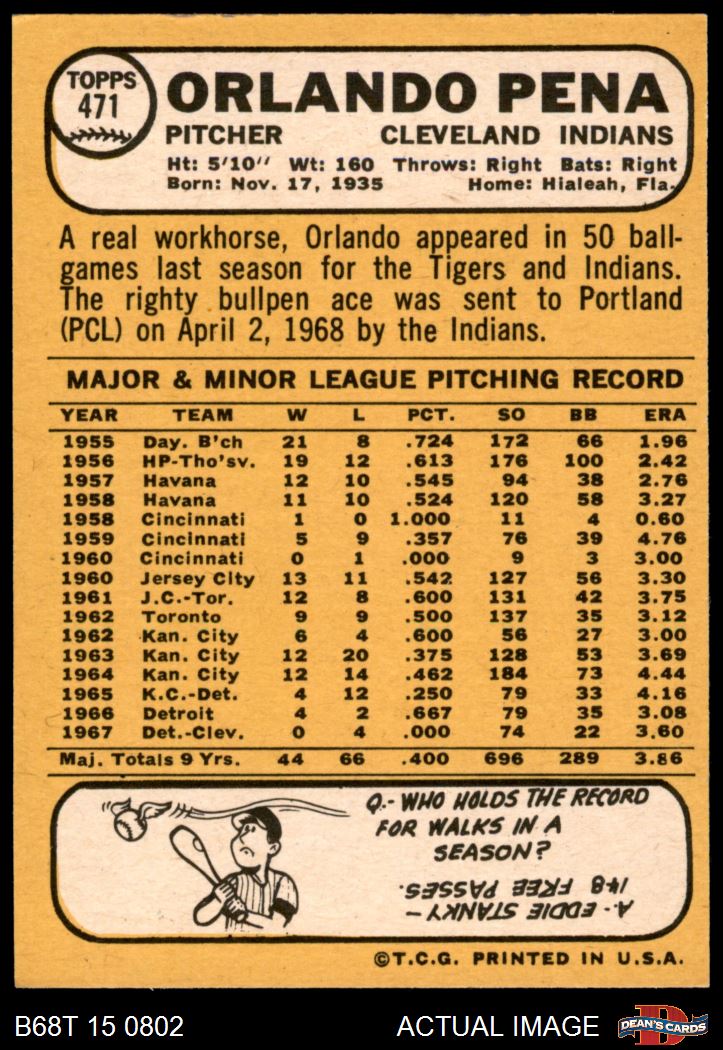 TOPPS
471
ORLANDO PENA
PITCHER CLEVELAND INDIANS
Ht: 5'10" Wt: 160 Throws: Right Bats: Right
Born: Nov. 17, 1935 Home: Hialeah, Fla.
A real workhorse, Orlando appeared in 50 ball-
games last season for the Tigers and Indians.
The righty bullpen ace was sent to Portland
(PCL) on April 2, 1968 by the Indians.
MAJOR & MINOR LEAGUE PITCHING RECORD
YEAR TEAM W L PCT. SO BB ERA
1955 Day. B'ch 21 8 .724 172 66 1.96
1956 HP-Tho'sv. 19 12 .613 176 100 2.42
1957 Havana 12 10 .545 94 38 2.76
1958 Havana 11 10 .524 120 58 3.27
1958 Cincinnati 1 0 1.000 11 4 0.60
1959 Cincinnati 5 9 .357 76 39 4.76
1960 Cincinnati 0 1 .000 9 3 3.00
1960 Jersey City 13 11 .542 127 56 3.30
1961 J.C.-Tor. 12 8 .600 131 42 3.75
1962 Toronto 9 9 .500 137 35 3.12
1962 Kan. City 6 4 .600 56 27 3.00
1963 Kan. City 12 20 .375 128 53 3.69
1964 Kan. City 12 14 .462 184 73 4.44
1965 K.C.-Det. 4 12 .250 79 33 4.16
1966 Detroit 4 2 .667 79 35 3.08
1967 Det.-Clev. 0 4 .000 74 22 3.60
Maj. Totals 9 Yrs. 44 66 .400 696 289 3.86
Q.- WHO HOLDS THE RECORD
FOR WALKS IN A
SEASON?
A.- EDDIE STANKY -
148 FREE PASSES.
©T.C.G. PRINTED IN U.S.A.
B68T 15 0802 ACTUAL IMAGE
D
DEAN'S CARDS